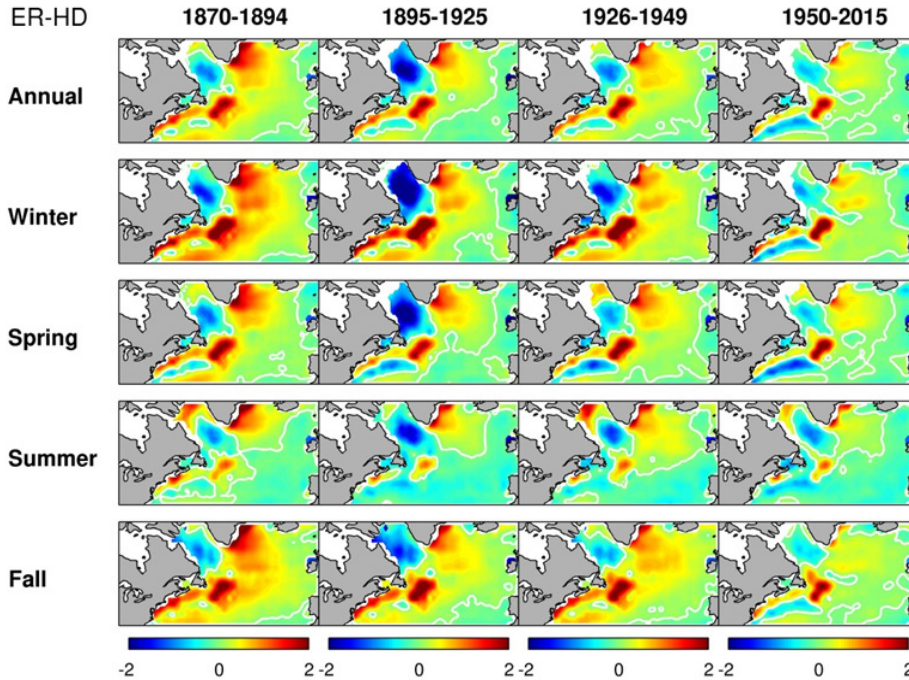 ER-HD 1870-1894 1895-1925 1926-1949 1950-2015
Annual
Winter
Spring
Summer
Fall
-2 0 2 -2 0 2 -2 0 2 -2 0 2